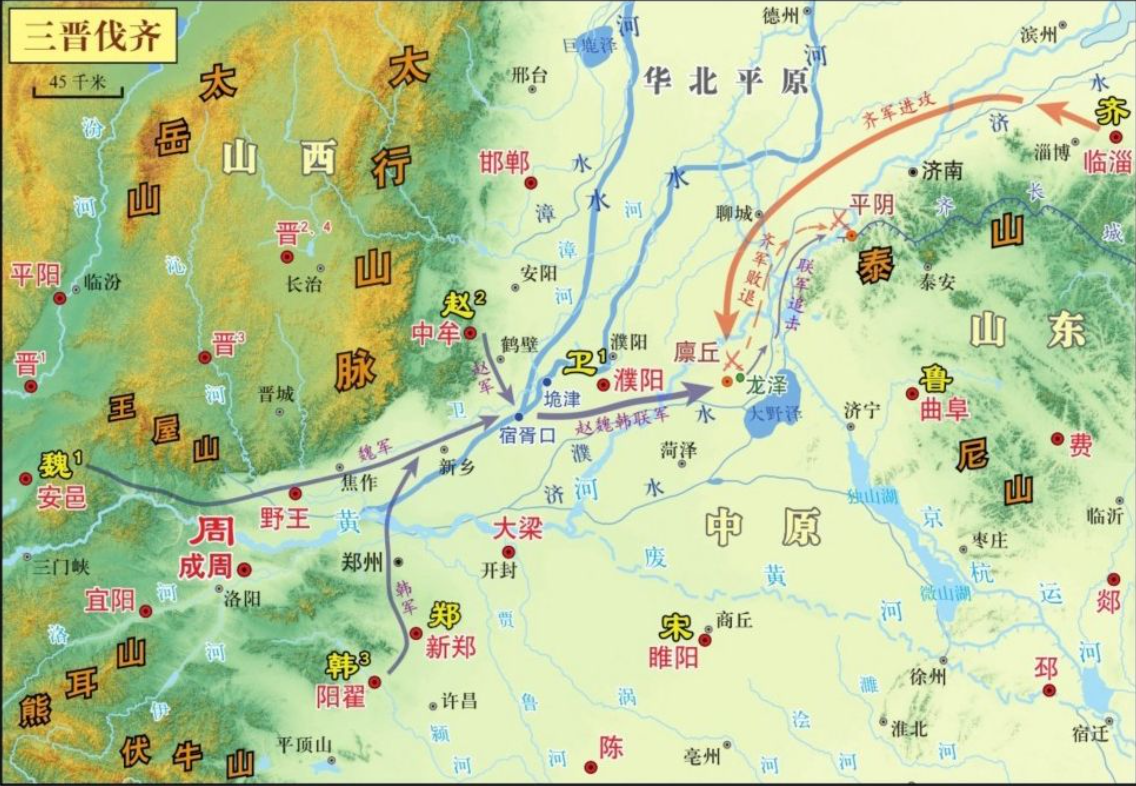 三晋伐齐
45 千米
德州
河
滨州
巨鹿泽
河
太
太
邢台
华北平原
水
齐军进攻
齐
汾
岳
济
淄博
临淄
山西
行
邯郸
水
水
济南
河
山
水
河
漳
聊城
平阴
齐
长
城
晋2、4
山
漳
齐军败退
联军追击
泰
山
沁
长治
安阳
河
泰安
平阳
临汾
赵2
中牟
鹤壁
濮阳
廪丘
山东
晋3
脉
赵军
卫1
濮阳
龙泽
鲁
曲阜
晋1
河
晋城
垝津
大野泽
济宁
王屋山
卫
宿胥口
赵魏韩联军
水
费
魏1
安邑
魏军
新乡
濮
菏泽
尼
山
焦作
济
河
水
独山湖
京
野王
黄
大梁
中原
临沂
周
成周
郑州
开封
废
黄
河
枣庄
杭
三门峡
洛阳
微山湖
运
郯
宜阳
河
韩军
郑
新郑
贾
宋
商丘
睢阳
河
洛
山
河
韩3
阳翟
徐州
邳
耳
熊
伊
许昌
鲁
涡
濉
浍
淮北
宿迁
伏牛山
平顶山
颍
河
河
陈
亳州
河
河
河